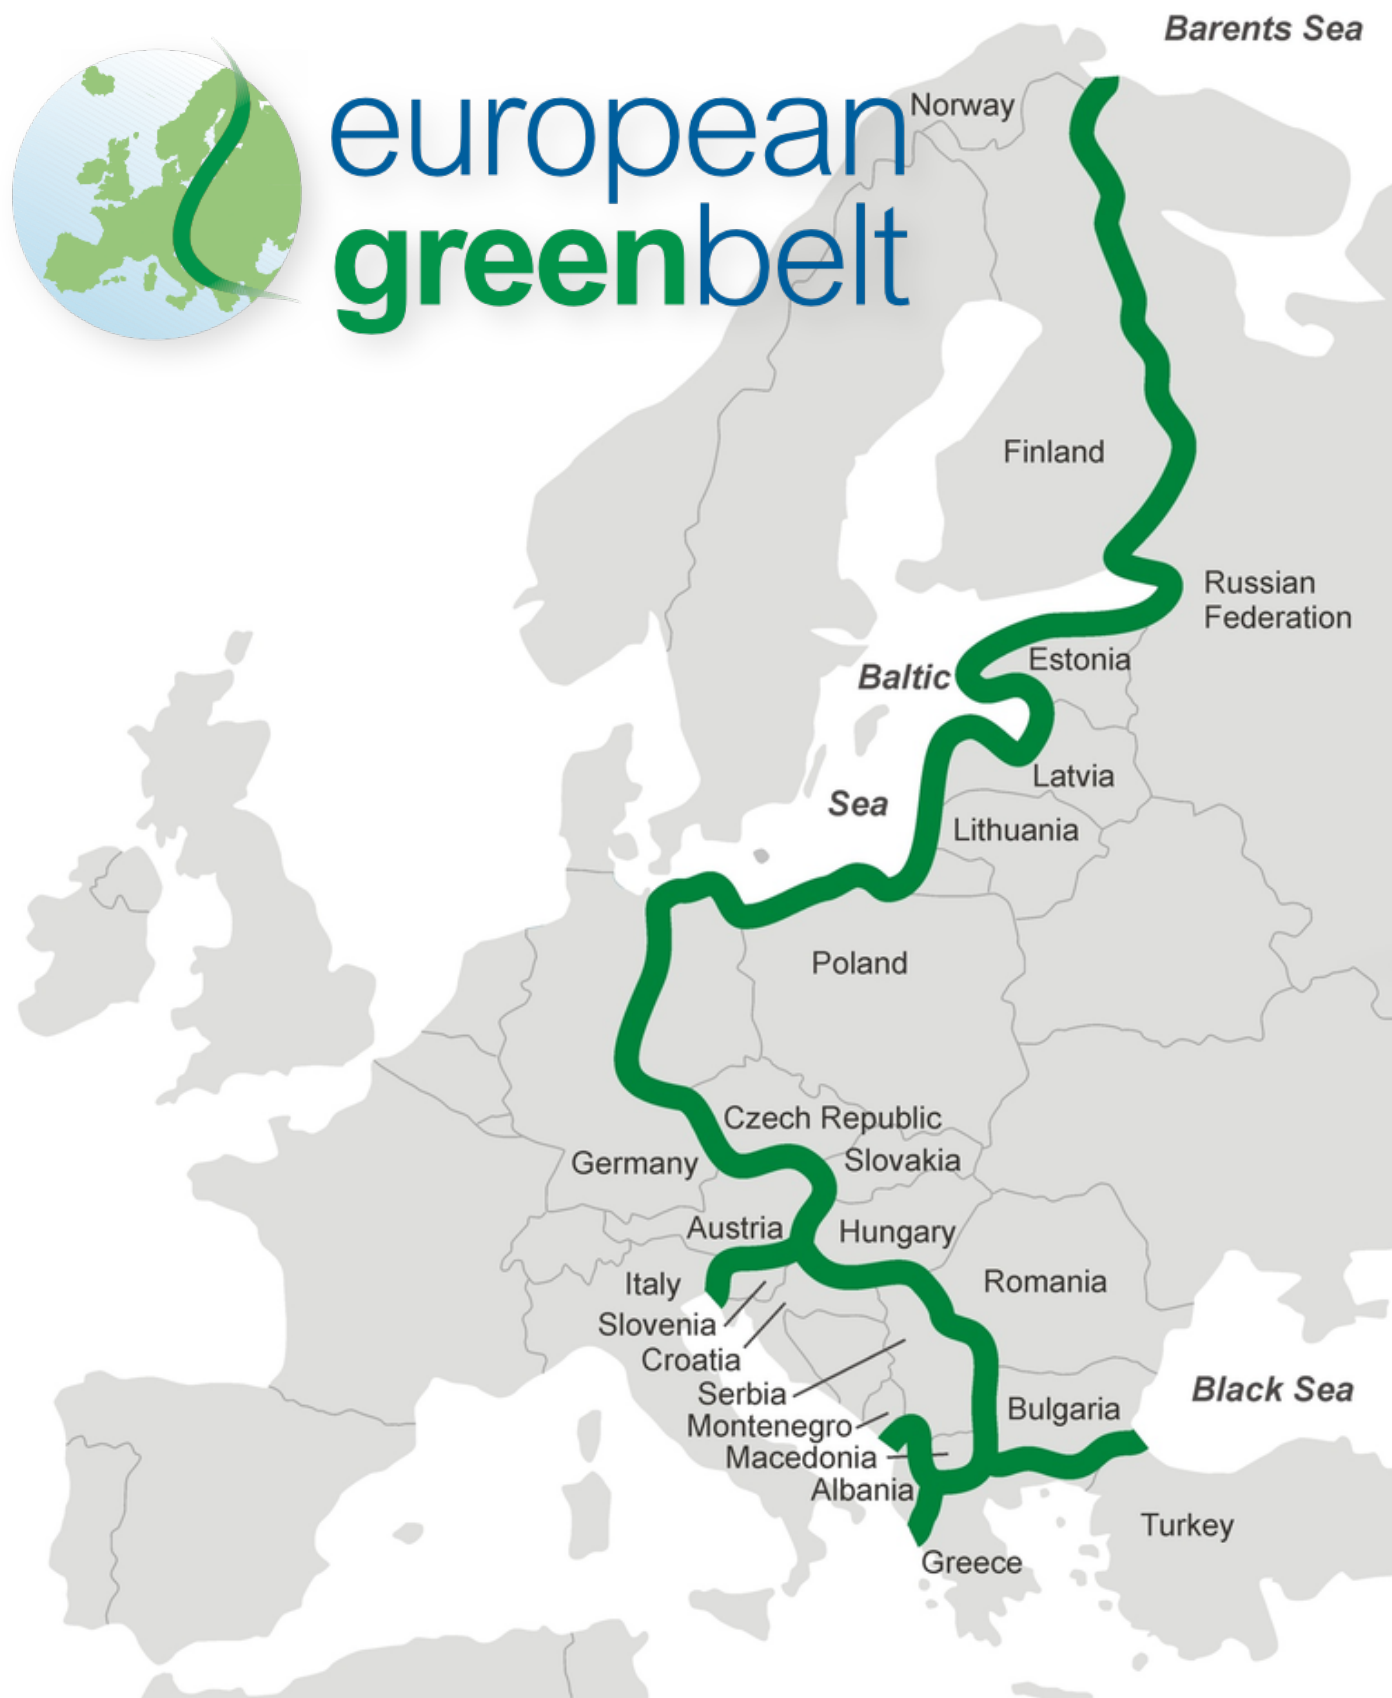 Barents Sea
european
greenbelt
Norway
Finland
Russian
Federation
Estonia
Baltic
Latvia
Sea
Lithuania
Poland
Czech Republic
Slovakia
Germany
Austria
Hungary
Italy
Romania
Slovenia
Croatia
Serbia
Black Sea
Bulgaria
Montenegro
Macedonia
Albania
Turkey
Greece